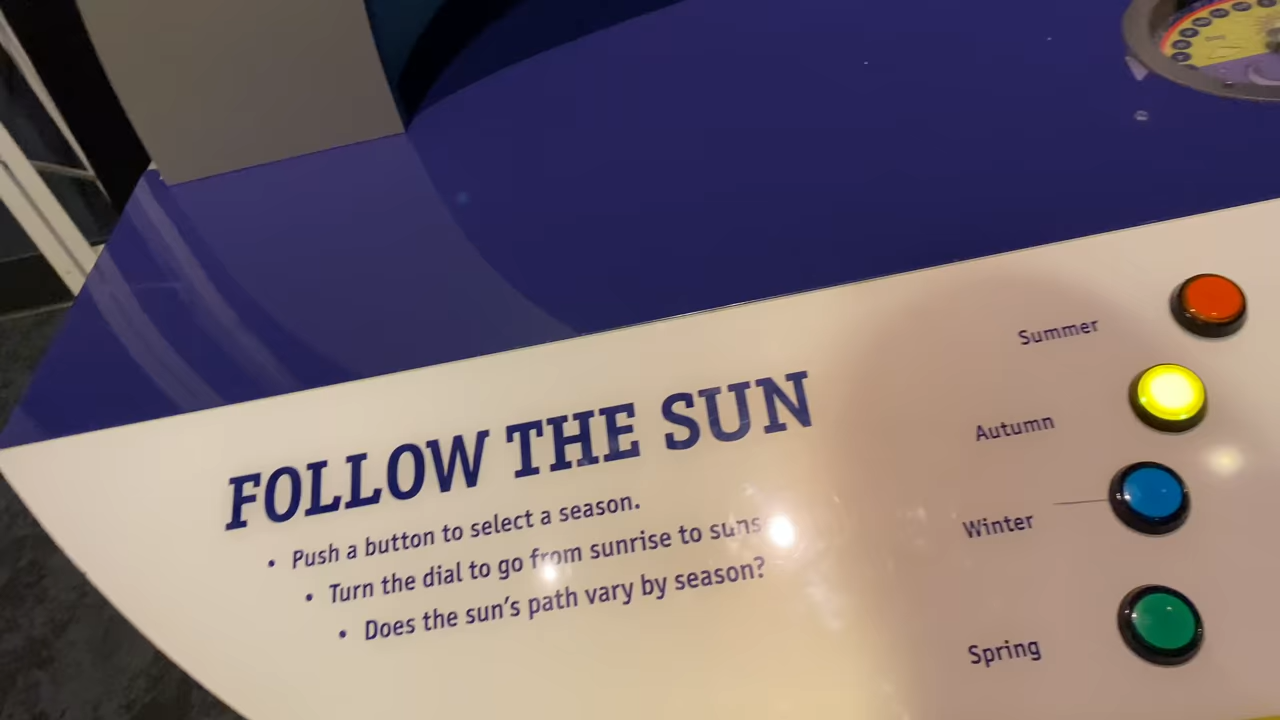 FOLLOW THE SUN
• Push a button to select a season.
• Turn the dial to go from sunrise to suns
• Does the sun's path vary by season?
Summer
Autumn
Winter
Spring